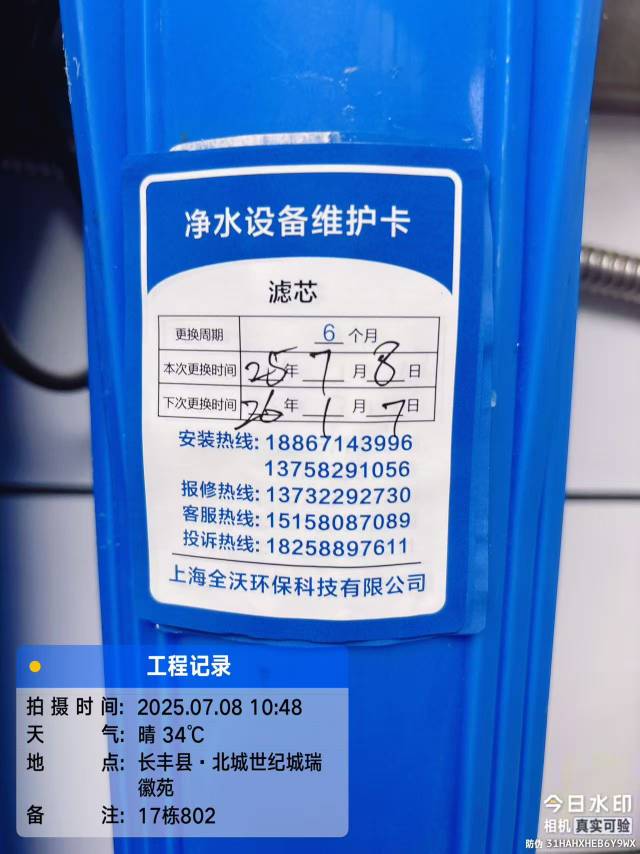 净水设备维护卡
滤芯
更换周期 6 个月
本次更换时间 25 年 7 月 8 日
下次更换时间 26 年 1 月 7 日
安装热线: 18867143996
13758291056
报修热线: 13732292730
客服热线: 15158087089
投诉热线: 18258897611
上海全沃环保科技有限公司
工程记录
拍摄时间: 2025.07.08 10:48
天气: 晴 34℃
地点: 长丰县·北城世纪城瑞
徽苑
备注: 17栋802
今日水印
相机 真实可验
防伪 31HAHXHEB6Y9WX